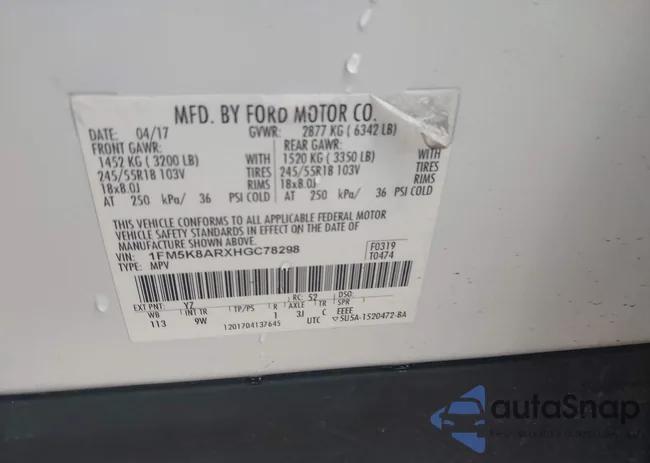 MFD. BY FORD MOTOR CO.
DATE: 04/17 GVWR: 2877 KG ( 6342 LB)
FRONT GAWR: REAR GAWR:
1452 KG ( 3200 LB) WITH 1520 KG ( 3350 LB) WITH
245/55R18 103V TIRES 245/55R18 103V TIRES
18x8.0J RIMS 18x8.0J RIMS
AT 250 kPa/ 36 PSI COLD AT 250 kPa/ 36 PSI COLD
THIS VEHICLE CONFORMS TO ALL APPLICABLE FEDERAL MOTOR
VEHICLE SAFETY STANDARDS IN EFFECT ON THE DATE OF
MANUFACTURE SHOWN ABOVE.
VIN: 1FM5K8ARXHGC78298 F0319
TYPE: MPV T0474
EXT PNT: YZ RC: 52 DSO:
WB INT TR TP/PS R AXLE TR SPR
113 9W 1 3J C EEEE
1201704137645 UTC ▽5U5A-1520472-BA
autoSnap